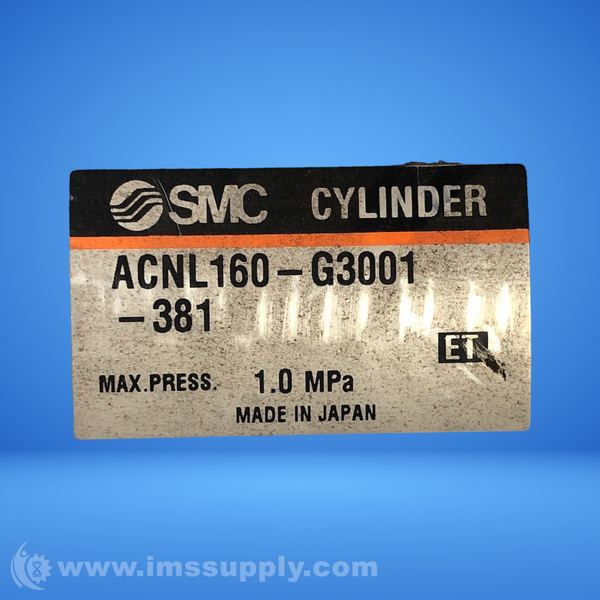 SMC CYLINDER
ACNL160-G3001
-381
ET
MAX.PRESS. 1.0 MPa
MADE IN JAPAN
www.imssupply.com